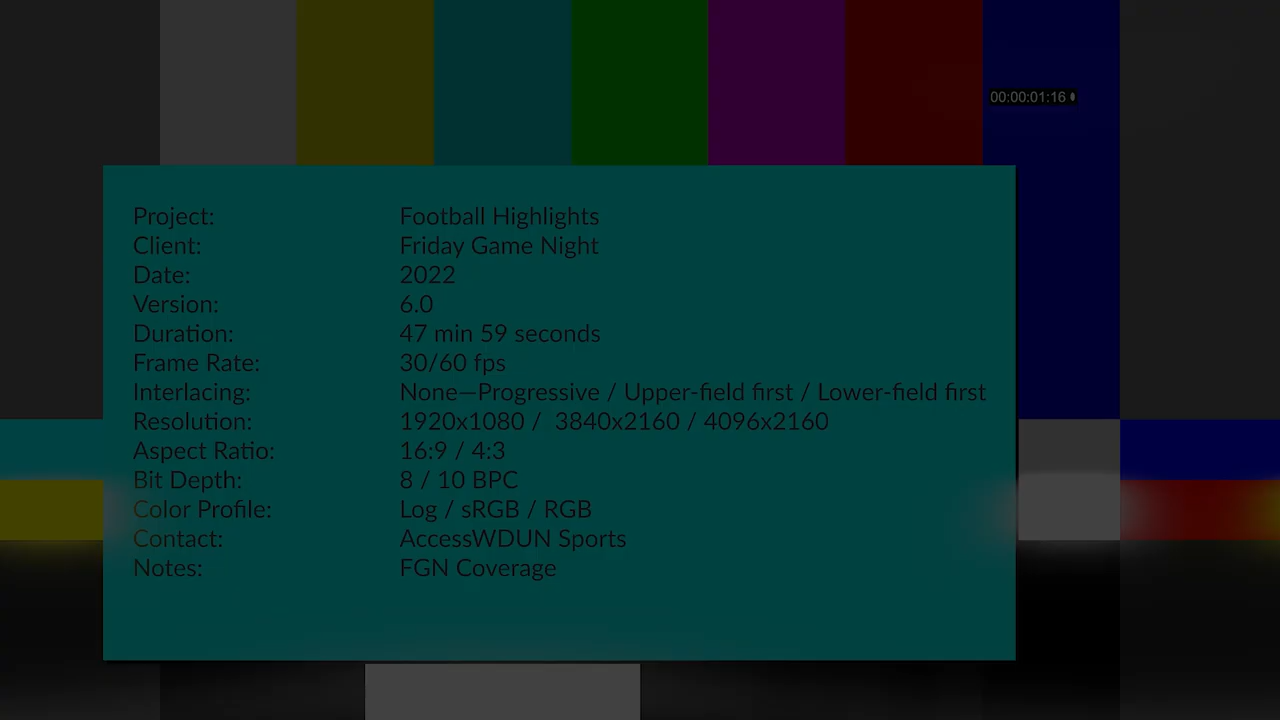 00:00:01:16
Project: Football Highlights
Client: Friday Game Night
Date: 2022
Version: 6.0
Duration: 47 min 59 seconds
Frame Rate: 30/60 fps
Interlacing: None—Progressive / Upper-field first / Lower-field first
Resolution: 1920x1080 /  3840x2160 / 4096x2160
Aspect Ratio: 16:9 / 4:3
Bit Depth: 8 / 10 BPC
Color Profile: Log / sRGB / RGB
Contact: AccessWDUN Sports
Notes: FGN Coverage